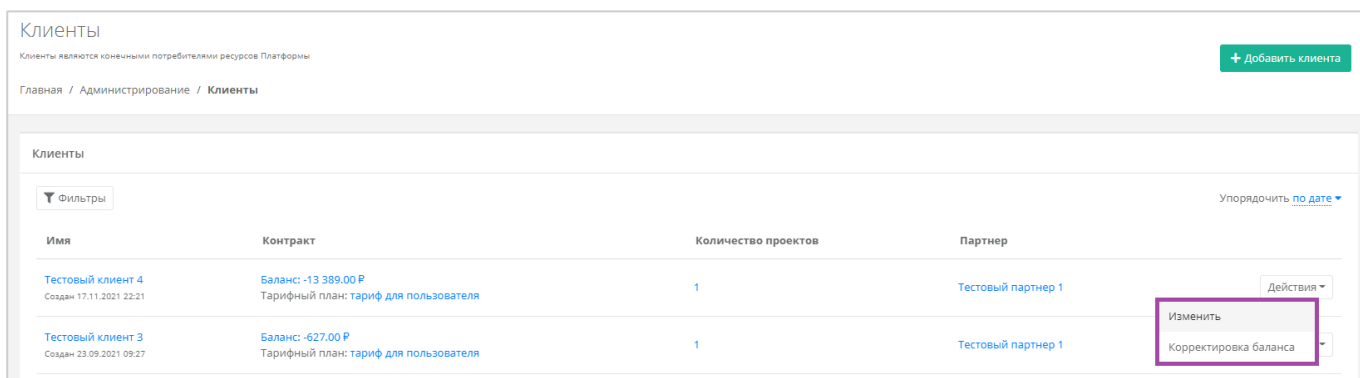 Клиенты
Клиенты являются конечными потребителями ресурсов Платформы
+ Добавить клиента
Главная / Администрирование / Клиенты
Клиенты
Фильтры
Упорядочить по дате
Имя Контракт Количество проектов Партнер
Тестовый клиент 4 Баланс: -13 389.00 ₽ 1 Тестовый партнер 1 Действия
Создан 17.11.2021 22:21 Тарифный план: тариф для пользователя
Изменить
Тестовый клиент 3 Баланс: -627.00 ₽ 1 Тестовый партнер 1 Корректировка баланса
Создан 23.09.2021 09:27 Тарифный план: тариф для пользователя